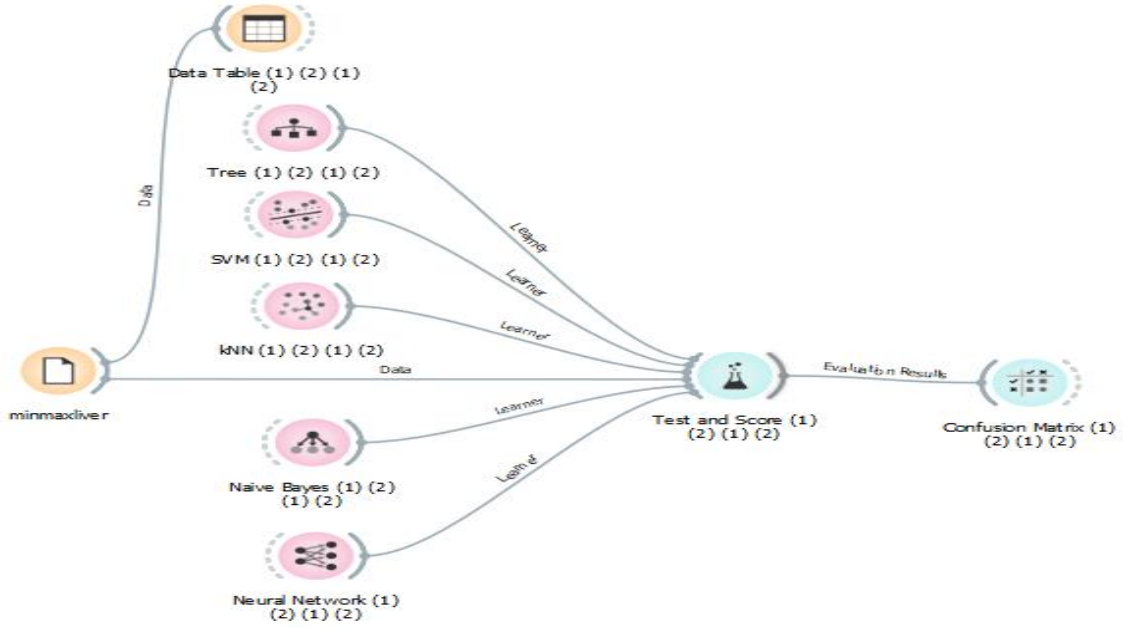 Data Table (1) (2) (1)
(2)
Data
Tree (1) (2) (1) (2)
Learner
SVM (1) (2) (1) (2)
Learner
kNN (1) (2) (1) (2)
Learner
minmaxliver
Data
Test and Score (1)
(2) (1) (2)
Evaluation Results
Confusion Matrix (1)
(2) (1) (2)
Learner
Naive Bayes (1) (2)
(1) (2)
Learner
Neural Network (1)
(2) (1) (2)